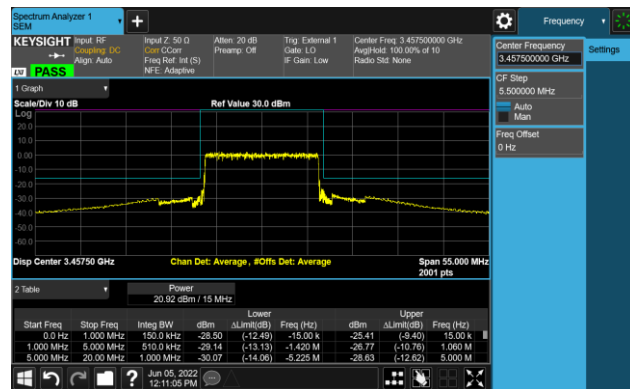 Spectrum Analyzer 1
SEM
Frequency
KEYSIGHT Input: RF Input Z: 50 Ω Atten: 20 dB Trig: External 1 Center Freq: 3.457500000 GHz
Coupling: DC Corr CCorr Preamp: Off Gate: LO Avg|Hold: 100.00% of 10
Align: Auto Freq Ref: Int (S) IF Gain: Low Radio Std: None
LXI PASS NFE: Adaptive
Center Frequency
3.457500000 GHz
Settings
CF Step
5.500000 MHz
Auto
Man
Freq Offset
0 Hz
1 Graph
Scale/Div 10 dB Ref Value 30.0 dBm
Log
20.0
10.0
0.00
-10.0
-20.0
-30.0
-40.0
-50.0
-60.0
Disp Center 3.45750 GHz Chan Det: Average, #Offs Det: Average Span 55.000 MHz
2001 pts
2 Table
Power
20.92 dBm / 15 MHz
Lower Upper
Start Freq Stop Freq Integ BW dBm ΔLimit(dB) Freq (Hz) dBm ΔLimit(dB) Freq (Hz)
0.0 Hz 1.000 MHz 150.0 kHz -28.50 (-12.49) -15.00 k -25.41 (-9.40) 15.00 k
1.000 MHz 5.000 MHz 510.0 kHz -29.14 (-13.13) -1.420 M -26.77 (-10.76) 1.060 M
5.000 MHz 20.00 MHz 1.000 MHz -30.07 (-14.06) -5.225 M -28.63 (-12.62) 5.000 M
? Jun 05, 2022
12:11:05 PM